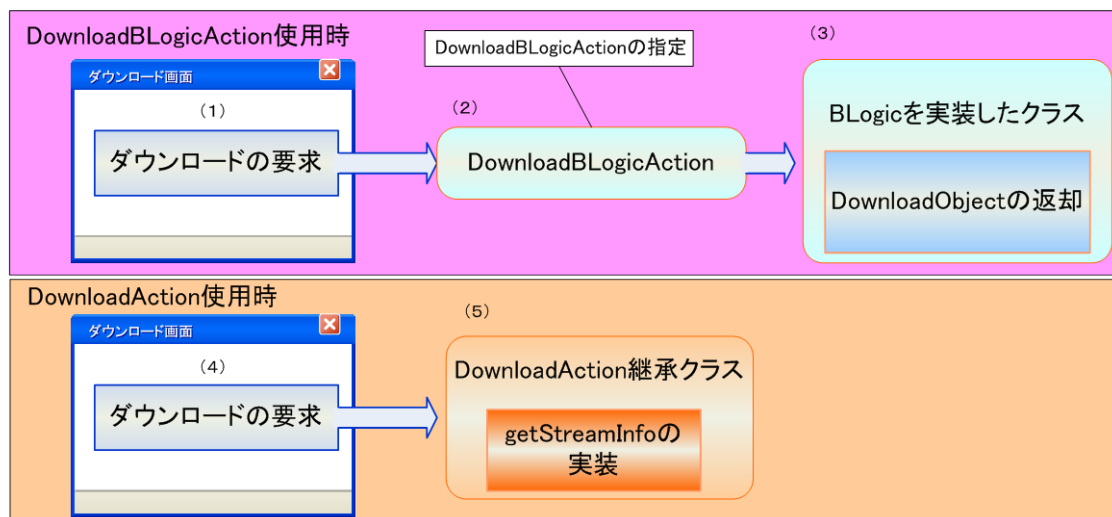 DownloadBLogicAction使用時
ダウンロード画面
（1）
ダウンロードの要求
DownloadBLogicActionの指定
（2）
DownloadBLogicAction
（3）
BLogicを実装したクラス
DownloadObjectの返却
DownloadAction使用時
ダウンロード画面
（4）
ダウンロードの要求
（5）
DownloadAction継承クラス
getStreamInfoの
実装